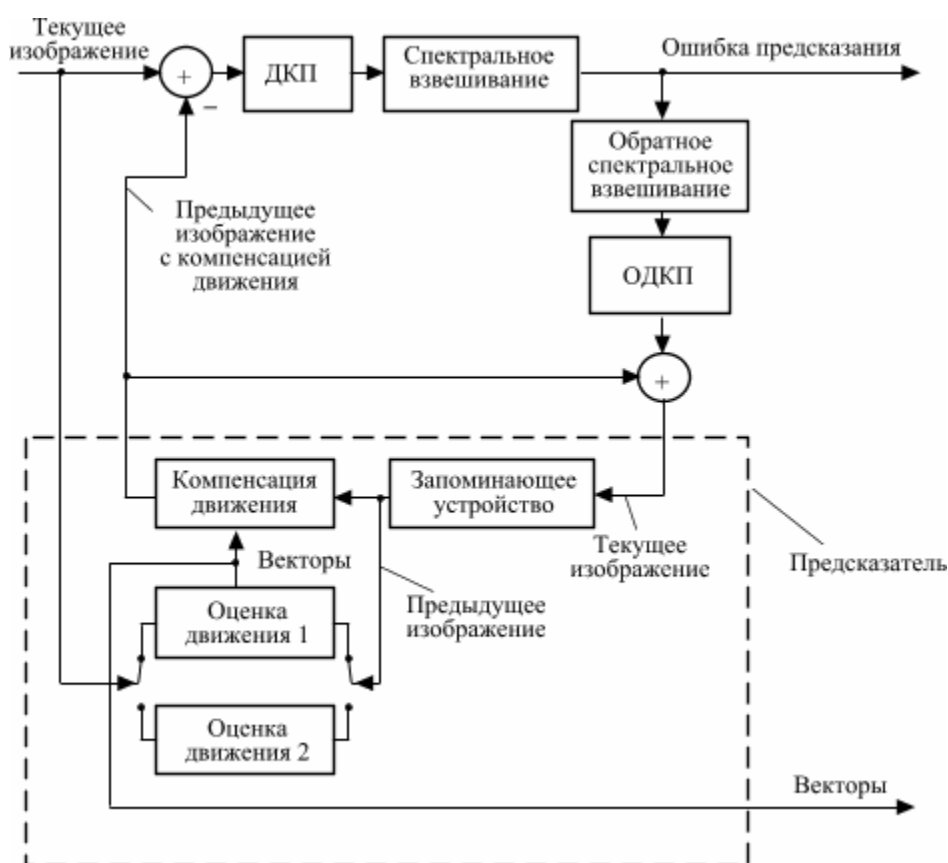 Текущее
изображение
+
−
ДКП
Спектральное
взвешивание
Ошибка предсказания
Обратное
спектральное
взвешивание
Предыдущее
изображение
с компенсацией
движения
ОДКП
+
Компенсация
движения
Запоминающее
устройство
Векторы
Текущее
изображение
Предсказатель
Предыдущее
изображение
Оценка
движения 1
Оценка
движения 2
Векторы